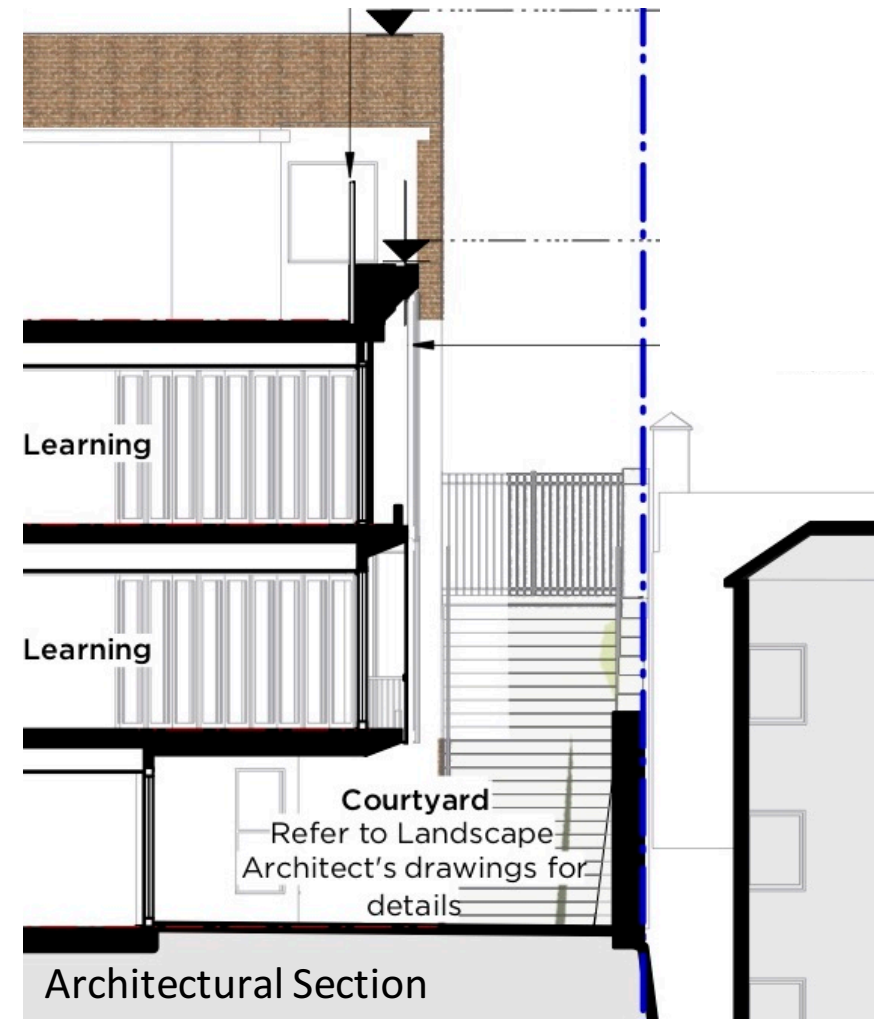 Learning
Learning
Courtyard
Refer to Landscape
Architect's drawings for
details
Architectural Section